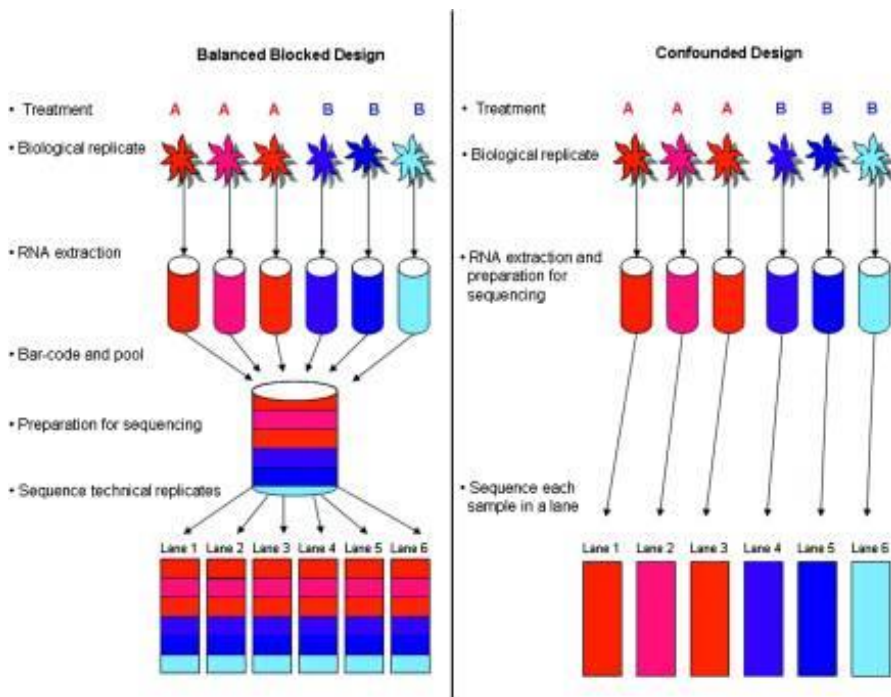 Balanced Blocked Design
• Treatment
A A A B B B
• Biological replicate
• RNA extraction
• Bar-code and pool
• Preparation for sequencing
• Sequence technical replicates
Lane 1 Lane 2 Lane 3 Lane 4 Lane 5 Lane 6
Confounded Design
• Treatment
A A A B B B
• Biological replicate
• RNA extraction and
preparation for
sequencing
• Sequence each
sample in a lane
Lane 1 Lane 2 Lane 3 Lane 4 Lane 5 Lane 6